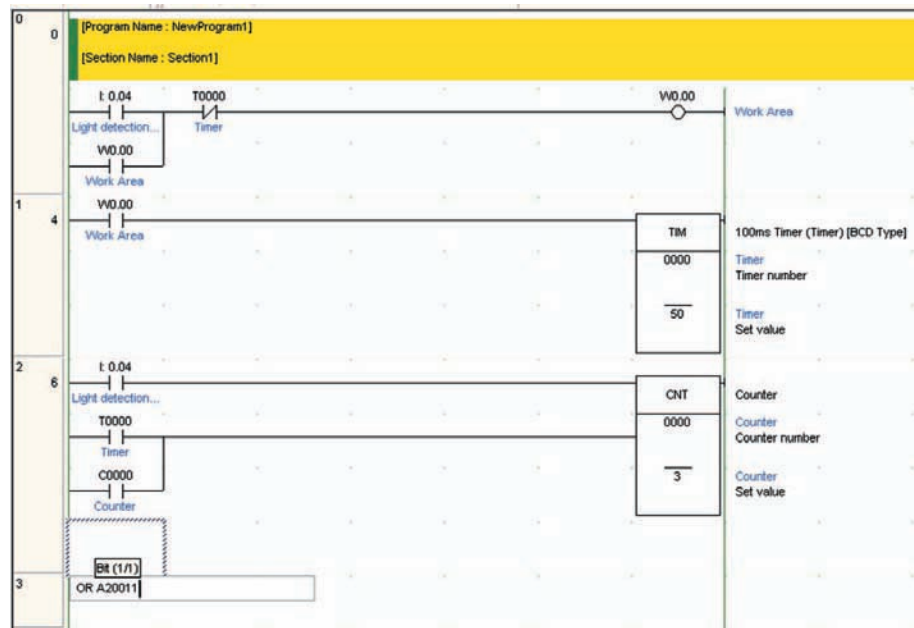 0
0
[Program Name : NewProgram1]
[Section Name : Section1]
I: 0.04
T0000
W0.00
Light detection...
Timer
Work Area
W0.00
Work Area
1
4
W0.00
Work Area
TIM
100ms Timer (Timer) [BCD Type]
0000
Timer
Timer number
50
Timer
Set value
2
6
I: 0.04
Light detection...
CNT
Counter
T0000
0000
Counter
Timer
Counter number
C0000
3
Counter
Counter
Set value
Bit (1/1)
3
OR A20011